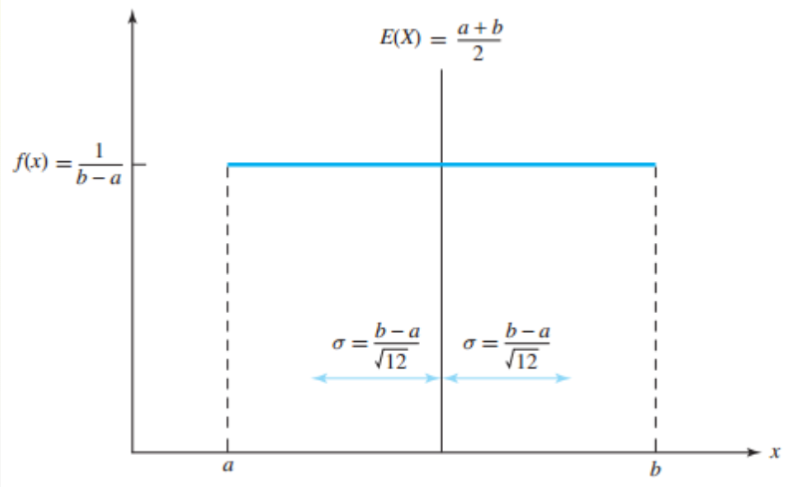 E(X) = (a + b)/2
f(x) = 1/(b – a)
σ = (b – a)/√12
σ = (b – a)/√12
x
a
b